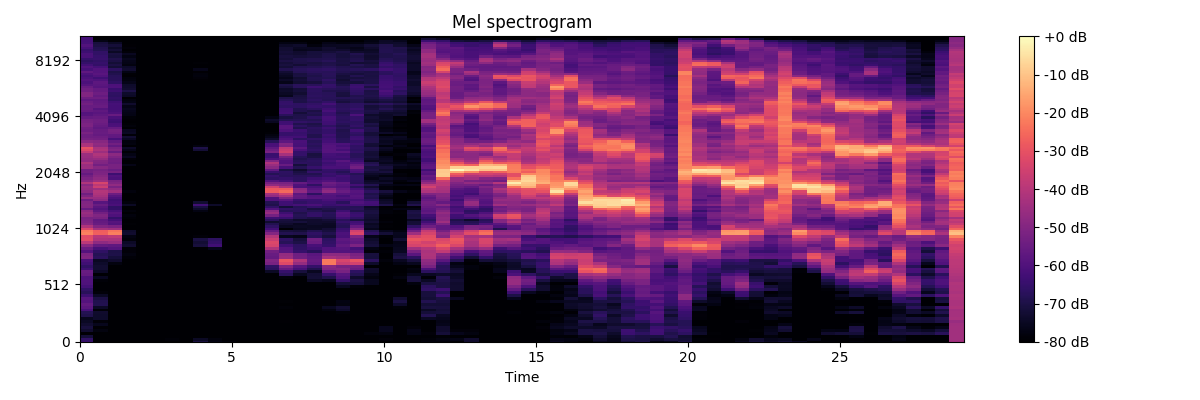 Mel spectrogram
8192
4096
2048
1024
512
0
Hz
0 5 10 15 20 25
Time
+0 dB
-10 dB
-20 dB
-30 dB
-40 dB
-50 dB
-60 dB
-70 dB
-80 dB